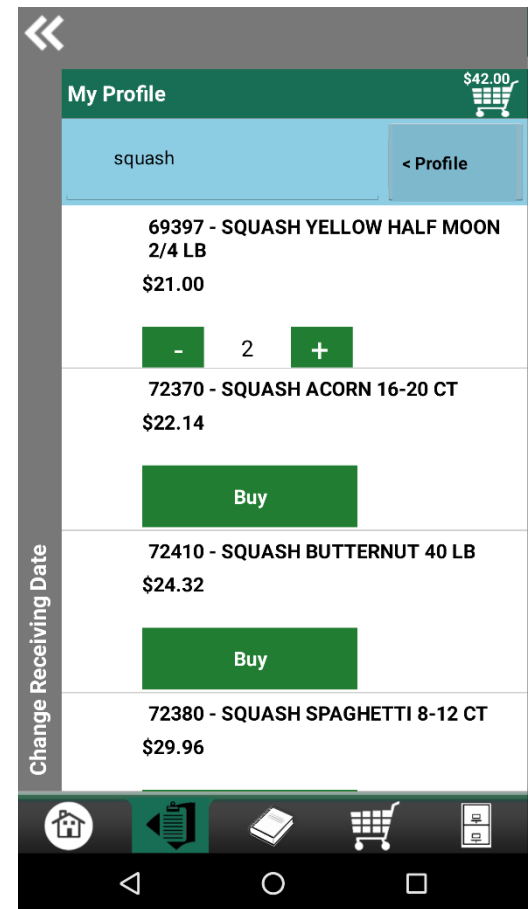 $42.00
My Profile
squash
< Profile
69397 - SQUASH YELLOW HALF MOON
2/4 LB
$21.00
- 2 +
72370 - SQUASH ACORN 16-20 CT
$22.14
Buy
72410 - SQUASH BUTTERNUT 40 LB
$24.32
Buy
72380 - SQUASH SPAGHETTI 8-12 CT
$29.96
Change Receiving Date